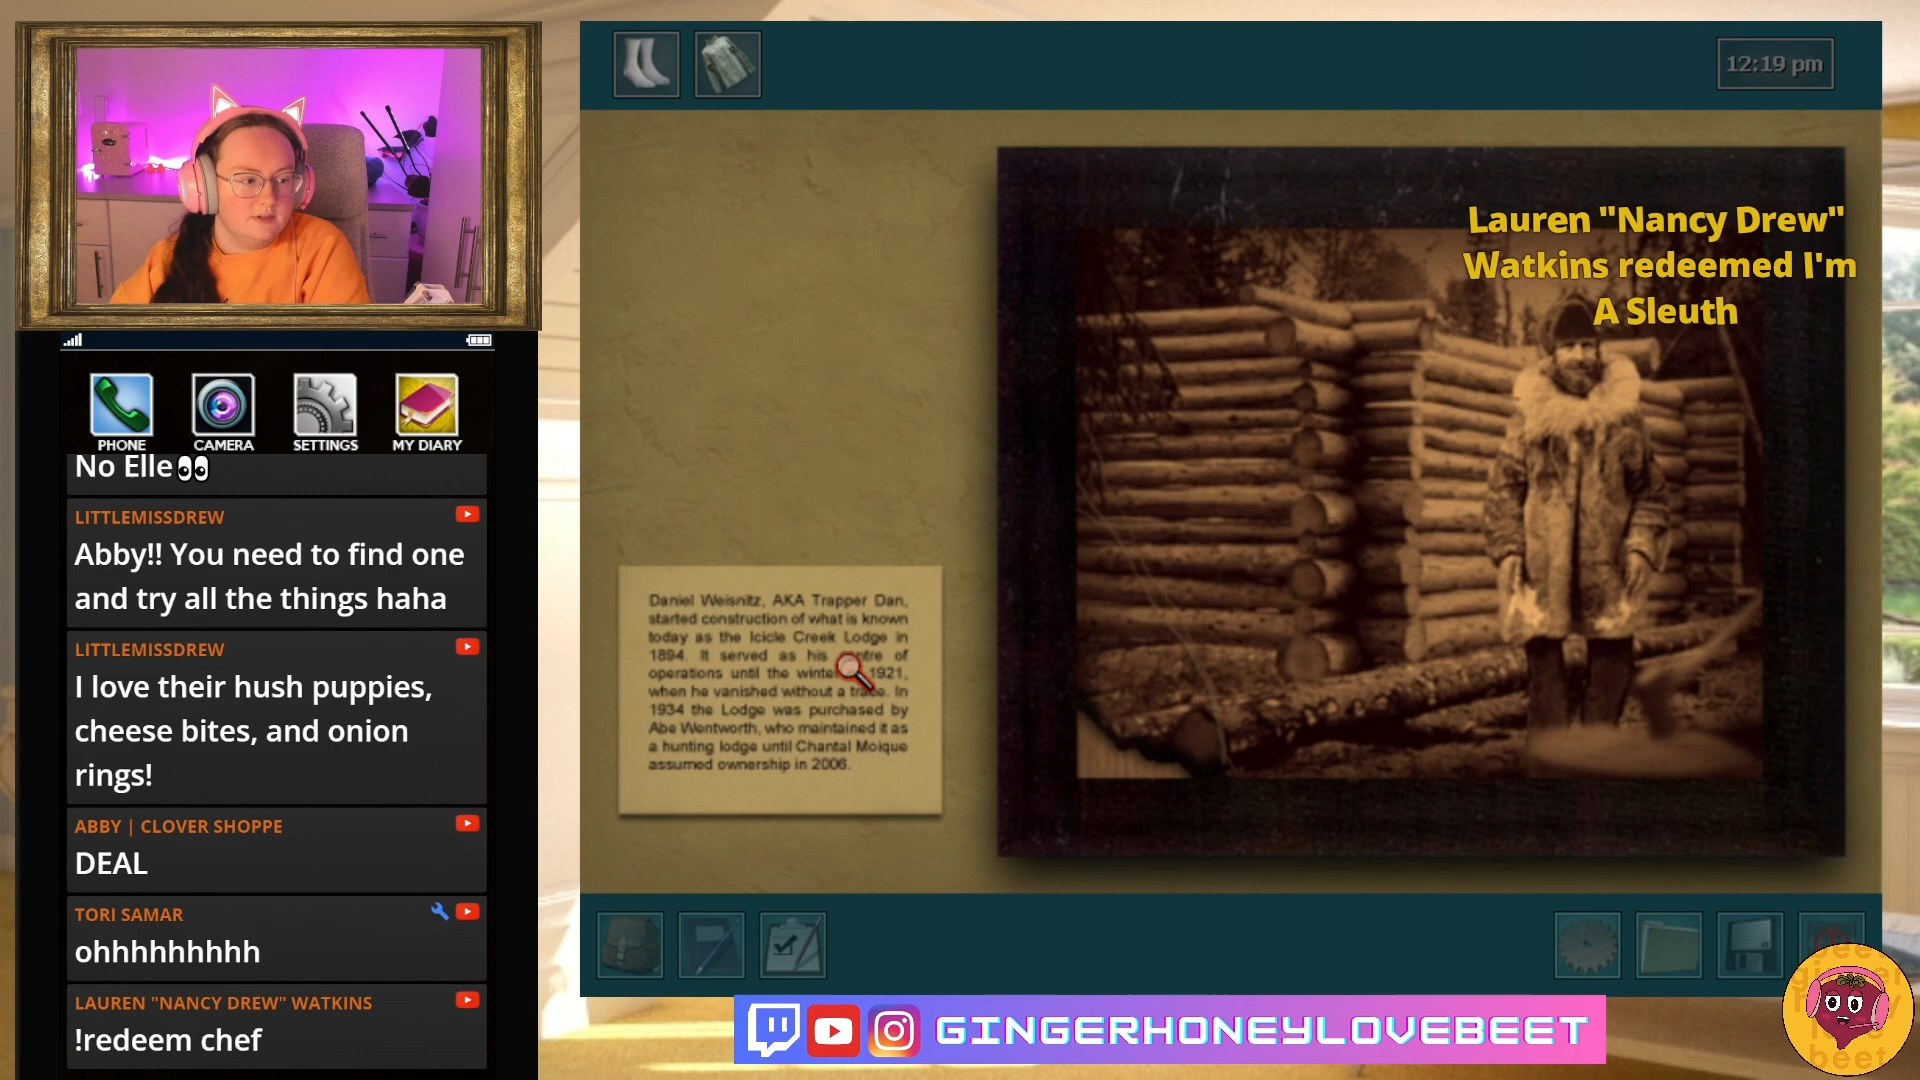 PHONE CAMERA SETTINGS MY DIARY
No Elle👀
LITTLEMISSDREW
Abby!! You need to find one
and try all the things haha
LITTLEMISSDREW
I love their hush puppies,
cheese bites, and onion
rings!
ABBY | CLOVER SHOPPE
DEAL
TORI SAMAR
ohhhhhhhhh
LAUREN "NANCY DREW" WATKINS
!redeem chef
12:19 pm
Lauren "Nancy Drew"
Watkins redeemed I'm
A Sleuth
Daniel Weisnitz, AKA Trapper Dan,
started construction of what is known
today as the Icicle Creek Lodge in
1894. It served as his centre of
operations until the winter 1921,
when he vanished without a trace. In
1934 the Lodge was purchased by
Abe Wentworth, who maintained it as
a hunting lodge until Chantal Moique
assumed ownership in 2006.
GINGERHONEYLOVEBEET
beet